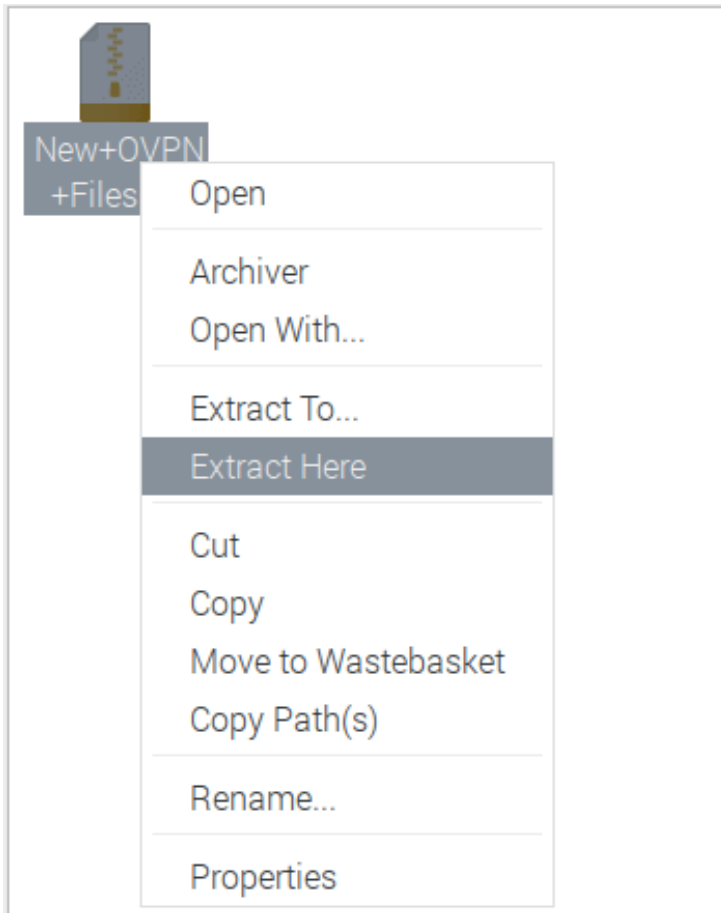 New+OVPN
+Files
Open
Archiver
Open With...
Extract To...
Extract Here
Cut
Copy
Move to Wastebasket
Copy Path(s)
Rename...
Properties